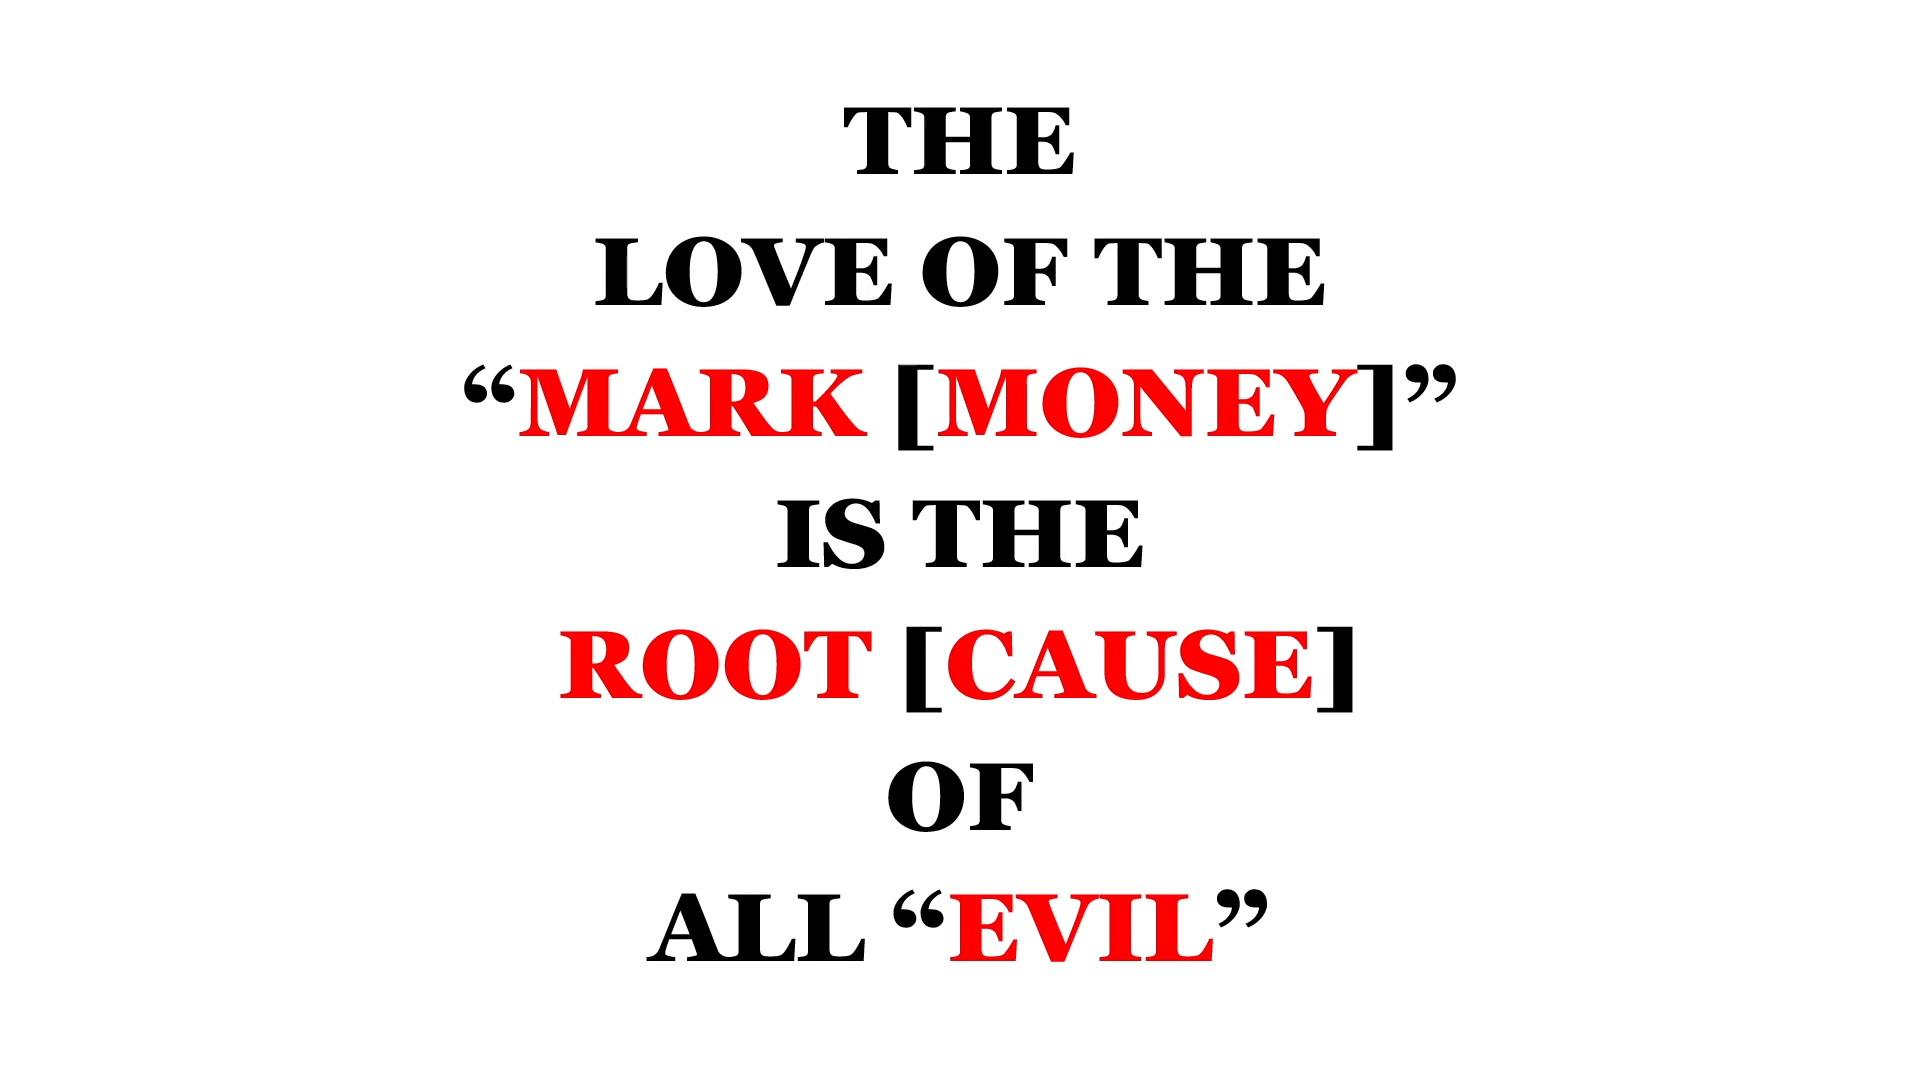 THE
LOVE OF THE
“MARK [MONEY]”
IS THE
ROOT [CAUSE]
OF
ALL “EVIL”